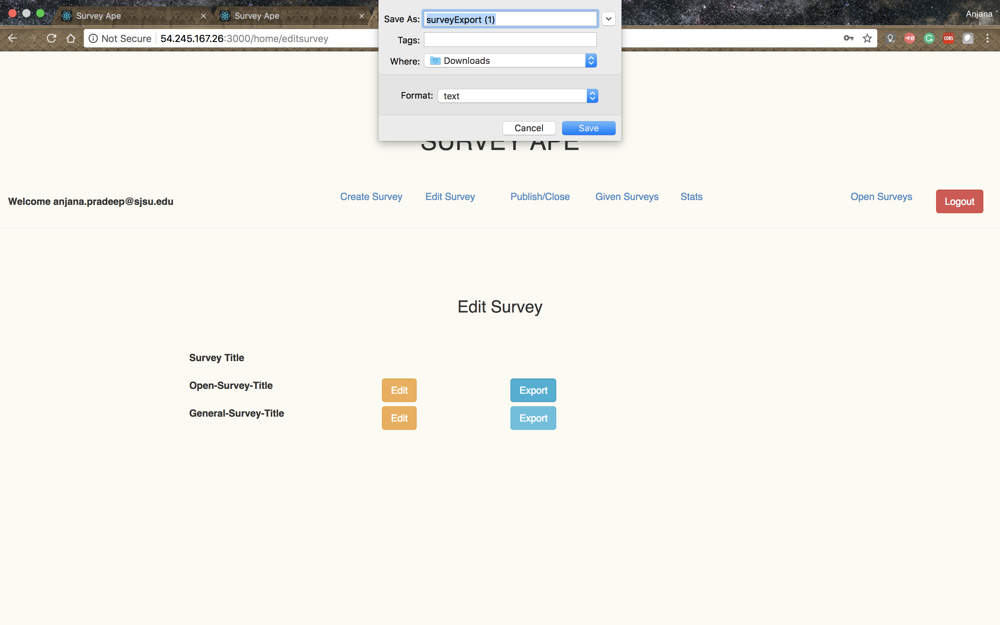 Survey Ape
Survey Ape
Anjana
Not Secure
54.245.167.26:3000/home/editsurvey
CORS
Save As: surveyExport (1)
Tags:
Where: Downloads
Format: text
Cancel Save
SURVEY APE
Welcome anjana.pradeep@sjsu.edu
Create Survey Edit Survey Publish/Close Given Surveys Stats Open Surveys Logout
Edit Survey
Survey Title
Open-Survey-Title Edit Export
General-Survey-Title Edit Export